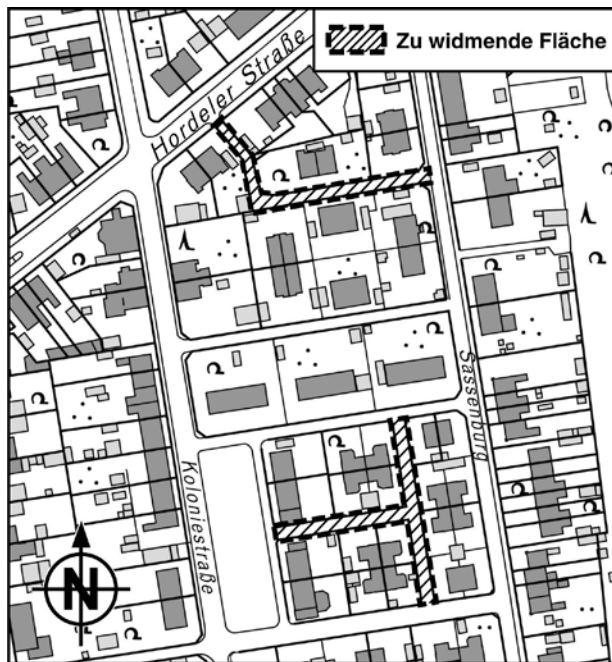 Zu widmende Fläche
Hordeler Straße
Sassenburg
Koloniestraße
N